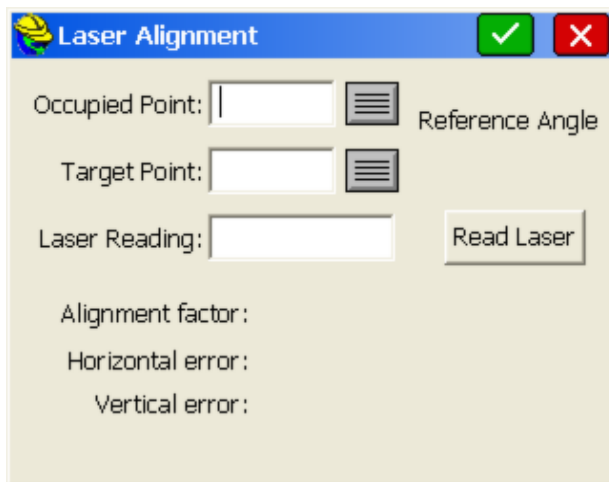 Laser Alignment
Occupied Point:
Reference Angle
Target Point:
Laser Reading:
Read Laser
Alignment factor:
Horizontal error:
Vertical error: